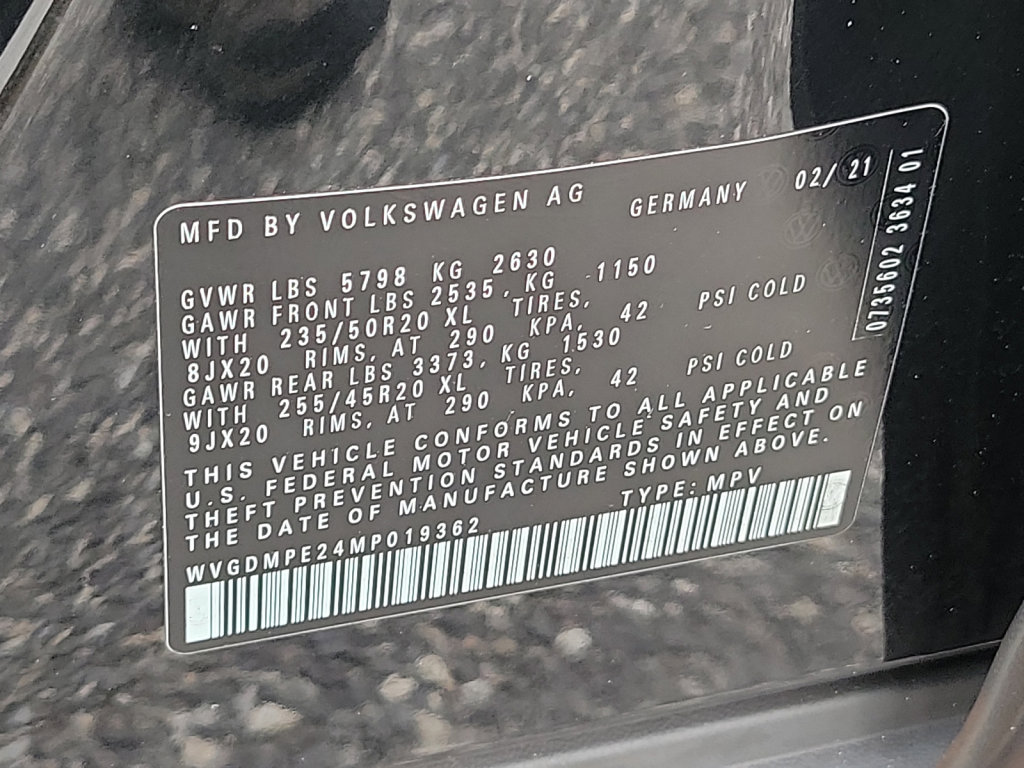 MFD BY VOLKSWAGEN AG GERMANY 02/ 21
GVWR LBS 5798 KG 2630
GAWR FRONT LBS 2535, KG 1150
WITH 235/50R20 XL TIRES,
8JX20 RIMS, AT 290 KPA, 42 PSI COLD
GAWR REAR LBS 3373, KG 1530
WITH 255/45R20 XL TIRES,
9JX20 RIMS, AT 290 KPA, 42 PSI COLD
THIS VEHICLE CONFORMS TO ALL APPLICABLE
U.S. FEDERAL MOTOR VEHICLE SAFETY AND
THEFT PREVENTION STANDARDS IN EFFECT ON
THE DATE OF MANUFACTURE SHOWN ABOVE.
WVGDMPE24MP019362 TYPE: MPV
0735602 3634 01